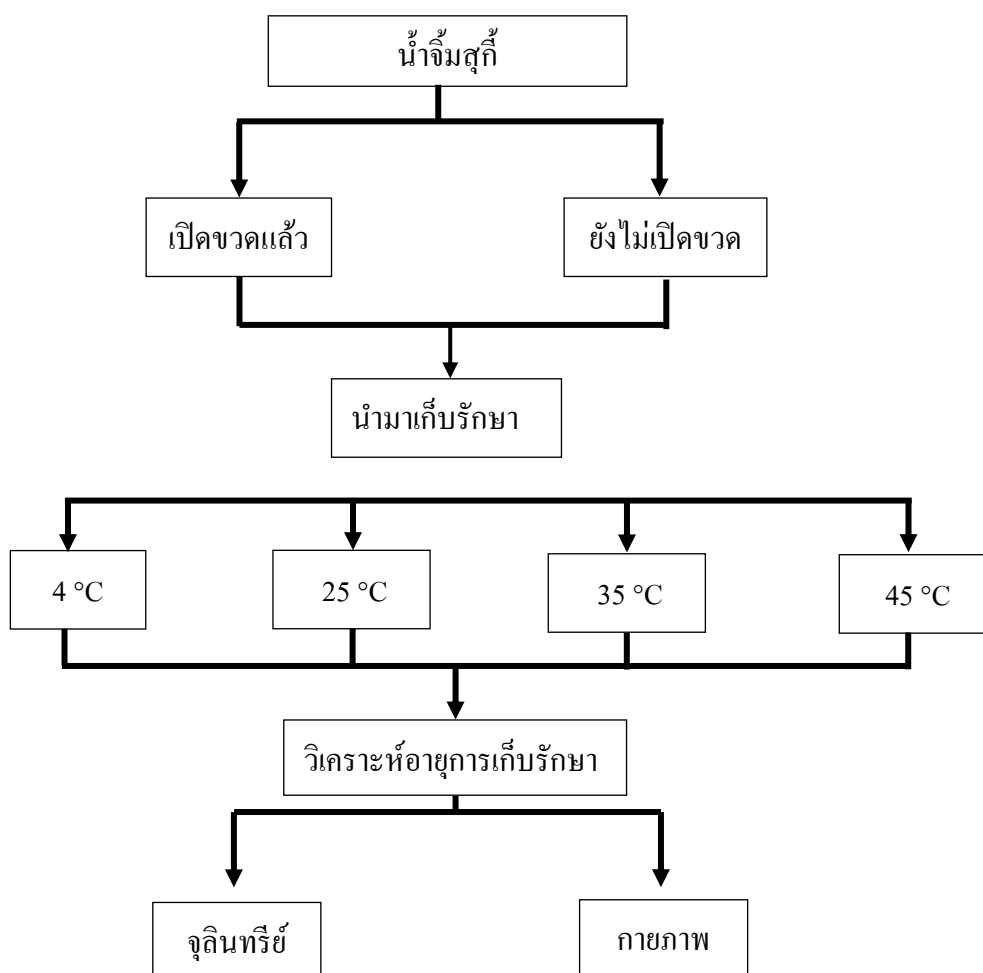 น้ำจิ้มสุกี้
เปิดขวดแล้ว
ยังไม่เปิดขวด
นำมาเก็บรักษา
4 °C
25 °C
35 °C
45 °C
วิเคราะห์อายุการเก็บรักษา
จุลินทรีย์
กายภาพ